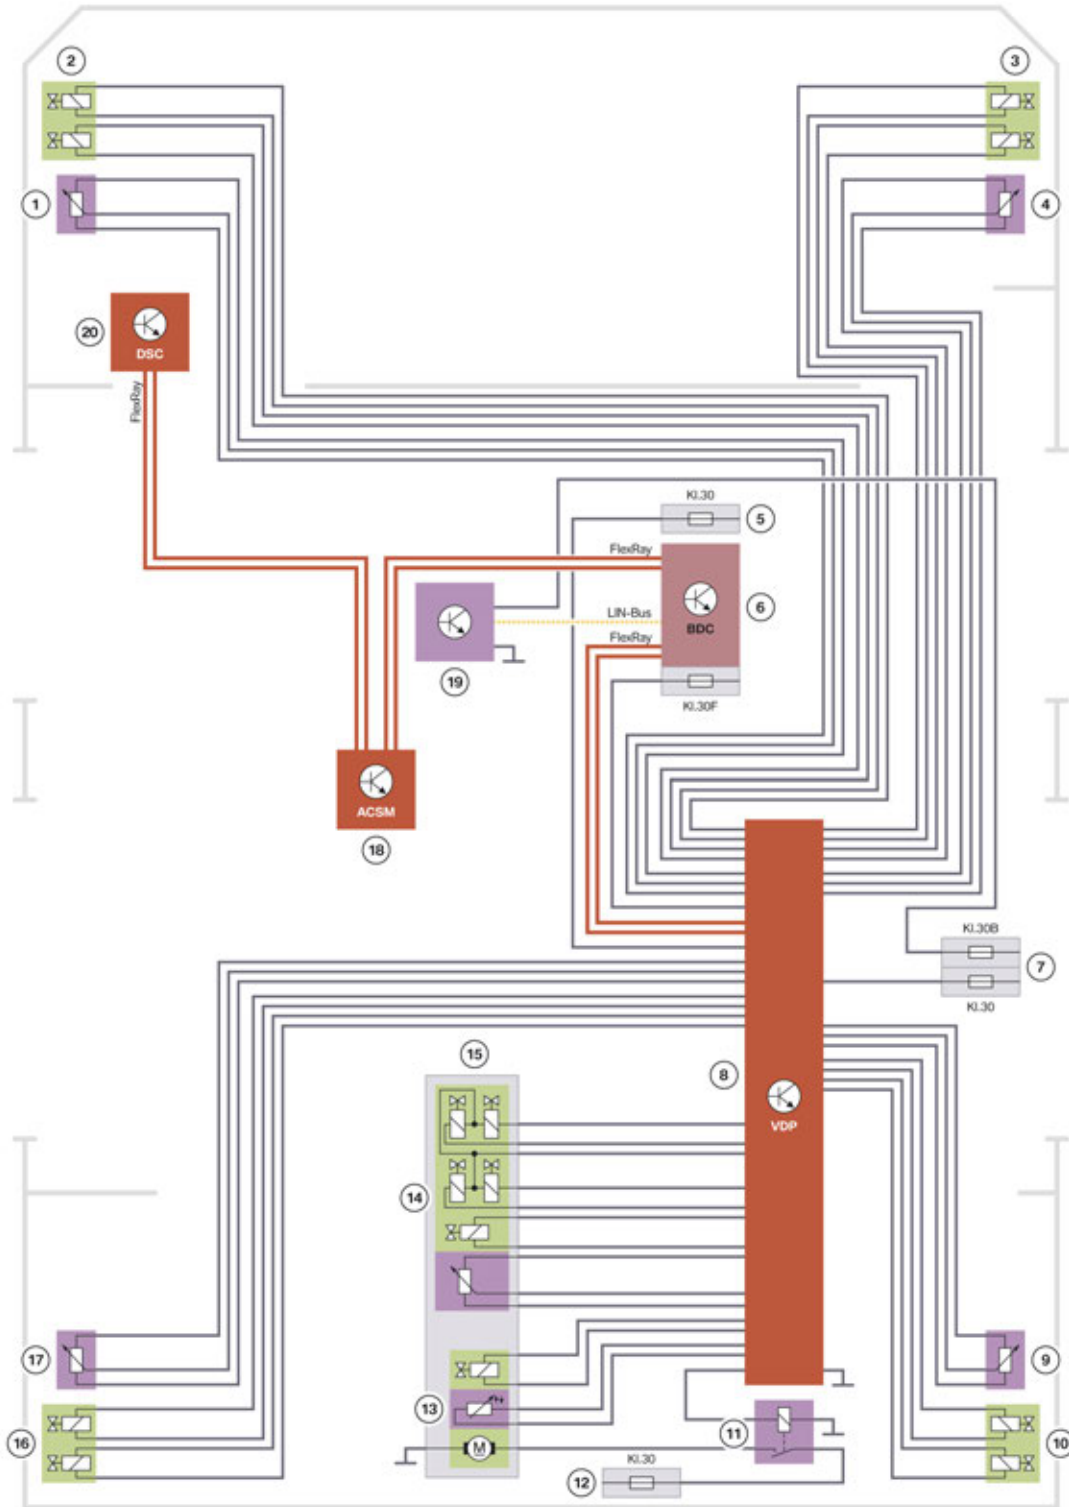 2
3
1
4
20
DSC
FlexRay
Kl.30
5
FlexRay
6
LIN-Bus
BDC
FlexRay
19
Kl.30F
ACSM
18
Kl.30B
7
Kl.30
15
8
VDP
14
17
9
13
11
16
10
M
Kl.30
12